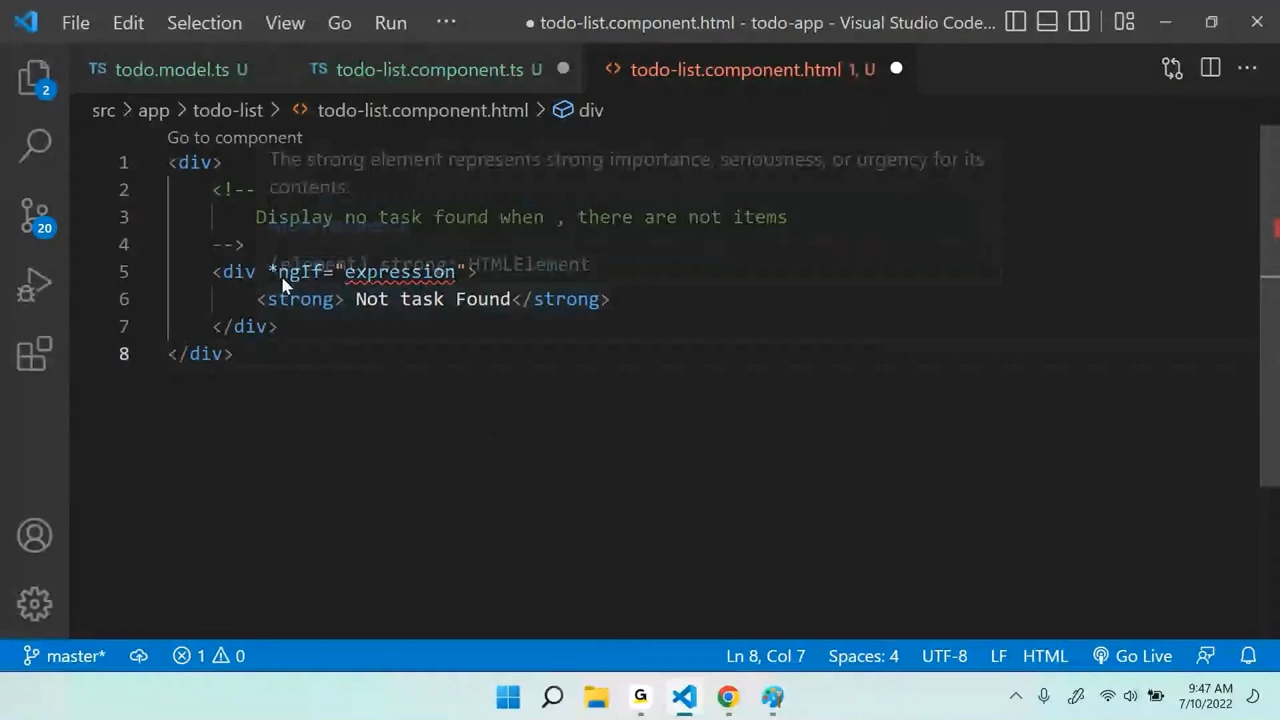 File Edit Selection View Go Run ··· ● todo-list.component.html - todo-app - Visual Studio Code...
TS todo.model.ts U TS todo-list.component.ts U <> todo-list.component.html 1, U
2
src > app > todo-list > <> todo-list.component.html > div
Go to component
1 <div>
The strong element represents strong importance, seriousness, or urgency for its
2 <!--
contents.
3 Display no task found when , there are not items
20
4 -->
(element) strong: HTMLElement
5 <div *ngIf="expression">
6 <strong> Not task Found</strong>
7 </div>
8 </div>
master* 1 0 Ln 8, Col 7 Spaces: 4 UTF-8 LF HTML Go Live
G
9:47 AM
7/10/2022